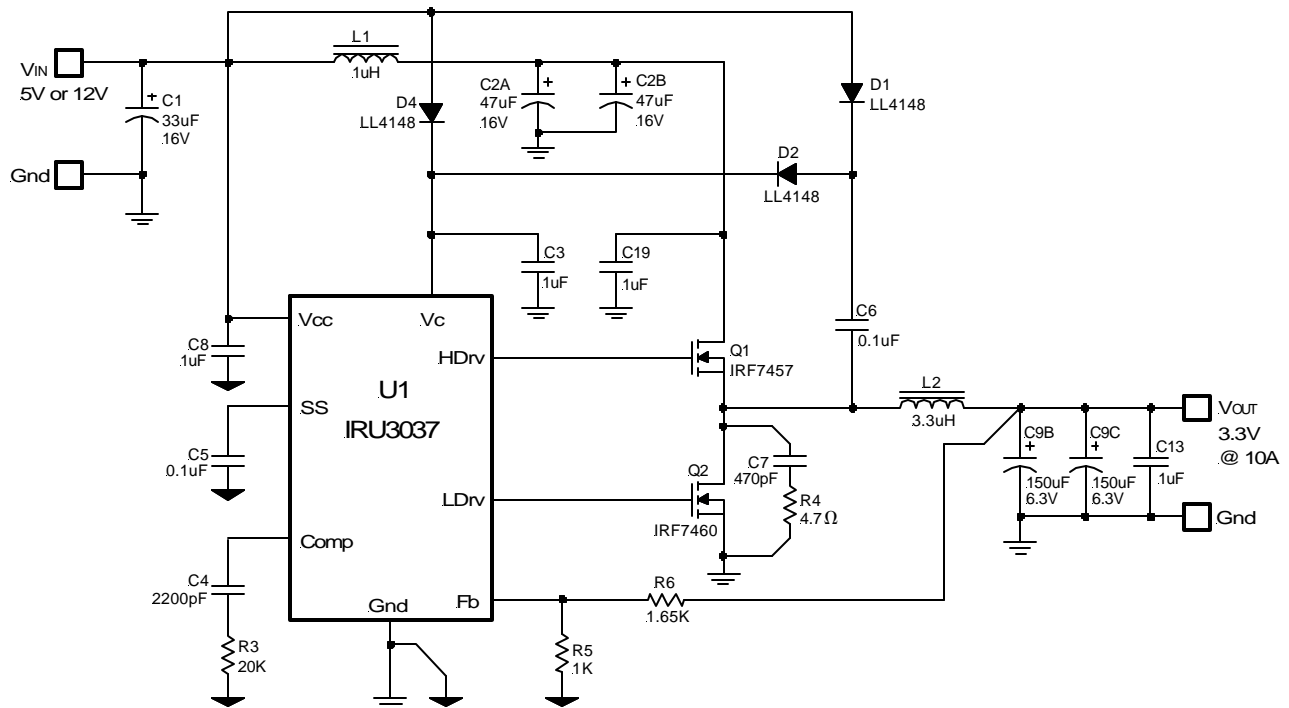 L1
1uH
VIN
5V or 12V
C1
33uF
16V
Gnd
D4
LL4148
C2A
47uF
16V
C2B
47uF
16V
D1
LL4148
D2
LL4148
C3
1uF
C19
1uF
C6
0.1uF
Vcc
Vc
C8
1uF
HDrv
Q1
IRF7457
U1
IRU3037
SS
C5
0.1uF
L2
3.3uH
VOUT
3.3V
@ 10A
C9B
150uF
6.3V
C9C
150uF
6.3V
C13
1uF
Gnd
C7
470pF
R4
4.7Ω
LDrv
Q2
IRF7460
Comp
C4
2200pF
R3
20K
Gnd
Fb
R6
1.65K
R5
1K
+
+
+
+
+